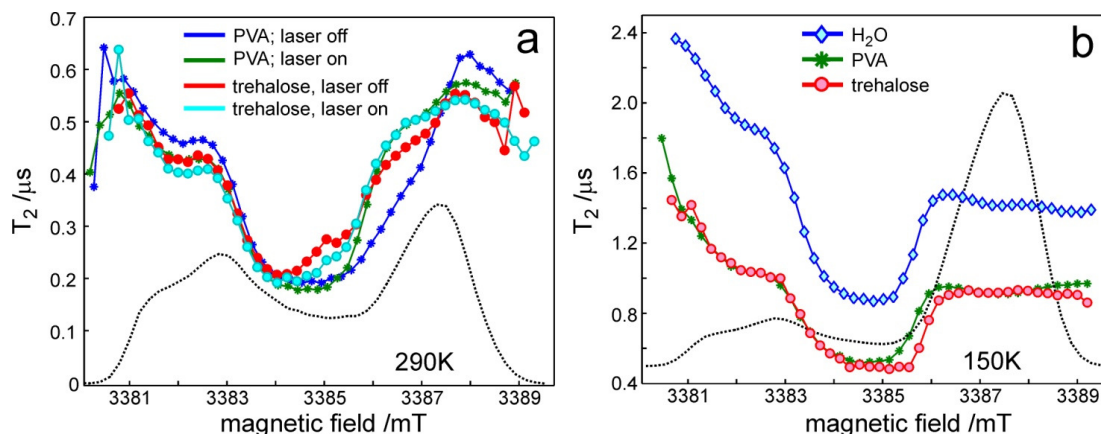 0.7
0.6
0.5
0.4
0.3
0.2
0.1
0
T2 /μs
PVA; laser off
PVA; laser on
trehalose, laser off
trehalose, laser on
a
290K
3381
3383
3385
3387
3389
magnetic field /mT
2.4
2.0
1.6
1.2
0.8
0.4
T2 /μs
H2O
PVA
trehalose
b
150K
3381
3383
3385
3387
3389
magnetic field /mT